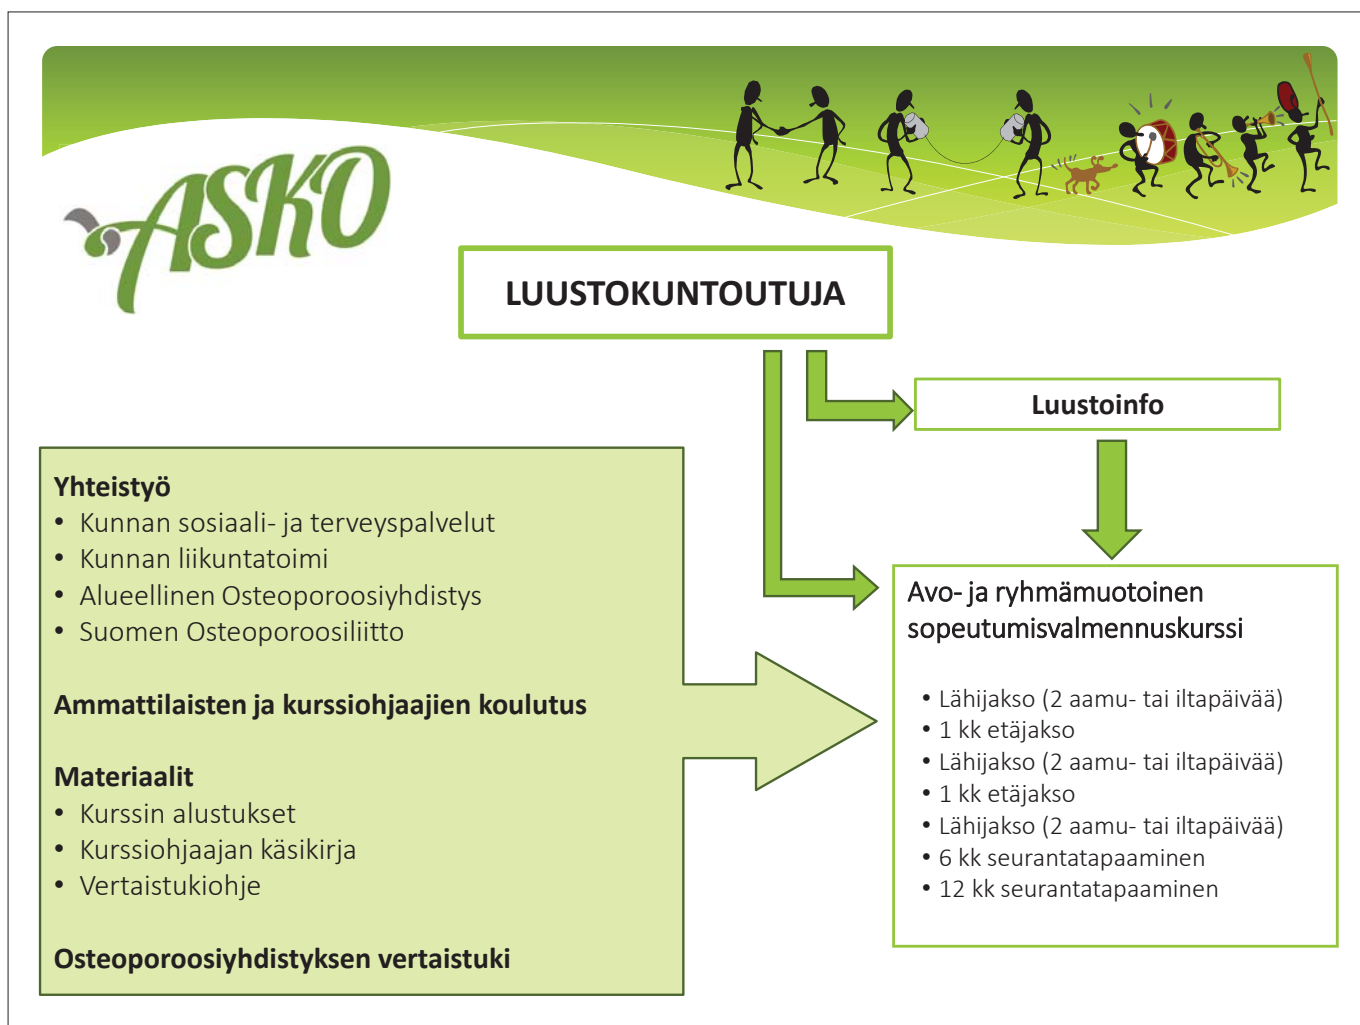 ASKO
LUUSTOKUNTOUTUJA
Luustoinfo
Yhteistyö
• Kunnan sosiaali- ja terveyspalvelut
• Kunnan liikuntatoimi
• Alueellinen Osteoporoosiyhdistys
• Suomen Osteoporoosiliitto
Ammattilaisten ja kurssiohjaajien koulutus
Materiaalit
• Kurssin alustukset
• Kurssiohjaajan käsikirja
• Vertaistukiohje
Osteoporoosiyhdistyksen vertaistuki
Avo- ja ryhmämuotoinen
sopeutumisvalmennuskurssi
• Lähijakso (2 aamu- tai iltapäivää)
• 1 kk etäjakso
• Lähijakso (2 aamu- tai iltapäivää)
• 1 kk etäjakso
• Lähijakso (2 aamu- tai iltapäivää)
• 6 kk seurantatapaaminen
• 12 kk seurantatapaaminen